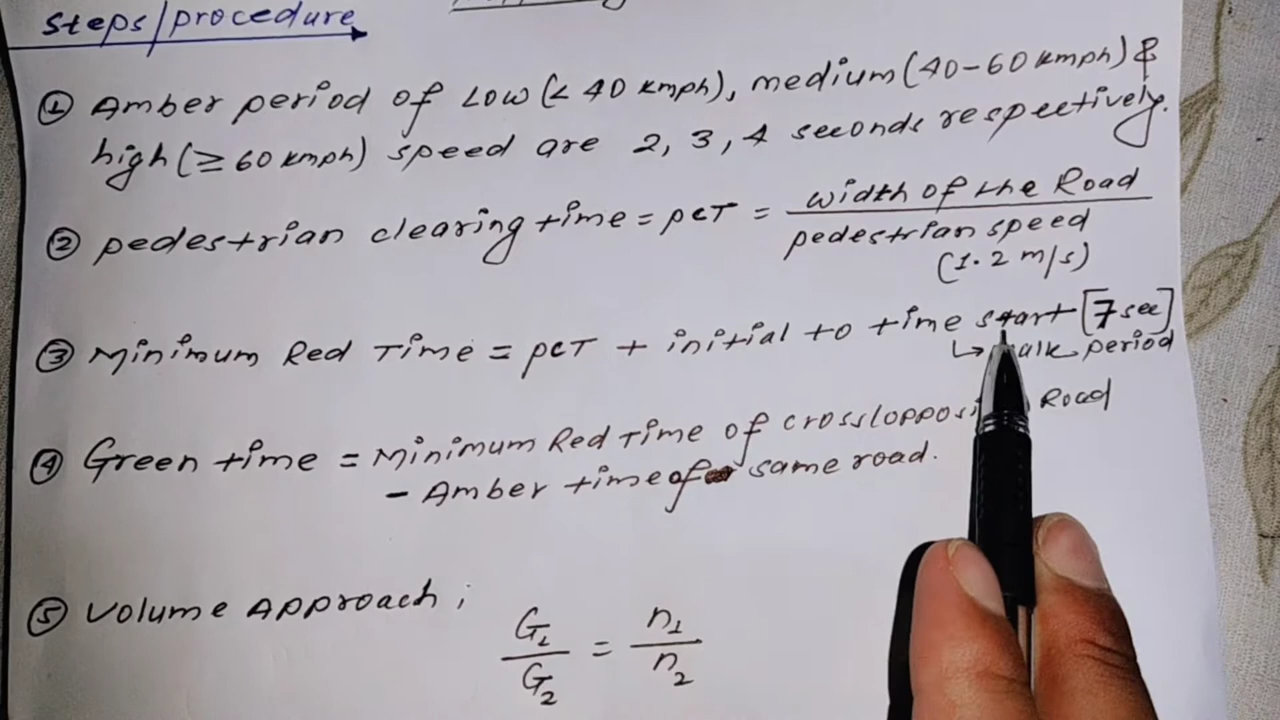 steps/procedure
① Amber period of Low (< 40 kmph), medium (40-60 kmph) &
high (≥ 60 kmph) speed are 2, 3, 4 seconds respectively.
② pedestrian clearing time = PCT = width of the Road
pedestrian speed
(1.2 m/s)
③ Minimum Red Time = PCT + initial to time start [7 sec]
↳ walk period
④ Green time = Minimum Red Time of cross/ Road
- Amber time of same road.
⑤ Volume Approach;
G1/G2 = n1/n2